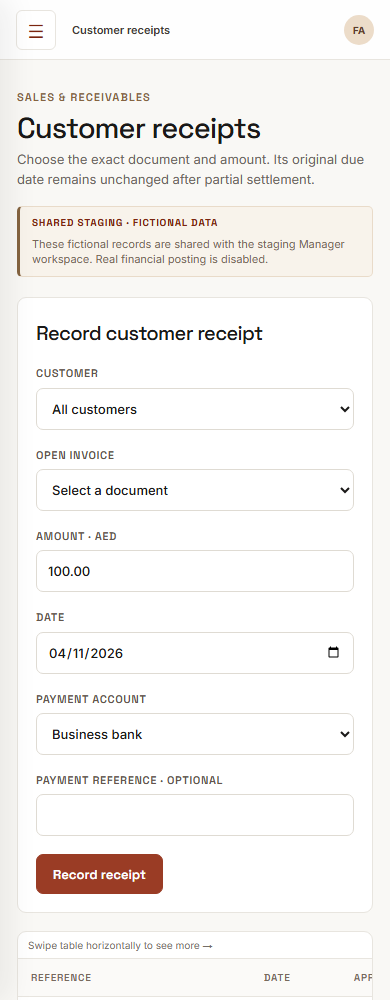 ☰
Customer receipts
FA
SALES & RECEIVABLES
Customer receipts
Choose the exact document and amount. Its original due
date remains unchanged after partial settlement.
SHARED STAGING · FICTIONAL DATA
These fictional records are shared with the staging Manager
workspace. Real financial posting is disabled.
Record customer receipt
CUSTOMER
All customers
OPEN INVOICE
Select a document
AMOUNT · AED
100.00
DATE
04/11/2026
PAYMENT ACCOUNT
Business bank
PAYMENT REFERENCE · OPTIONAL
Record receipt
Swipe table horizontally to see more →
REFERENCE DATE